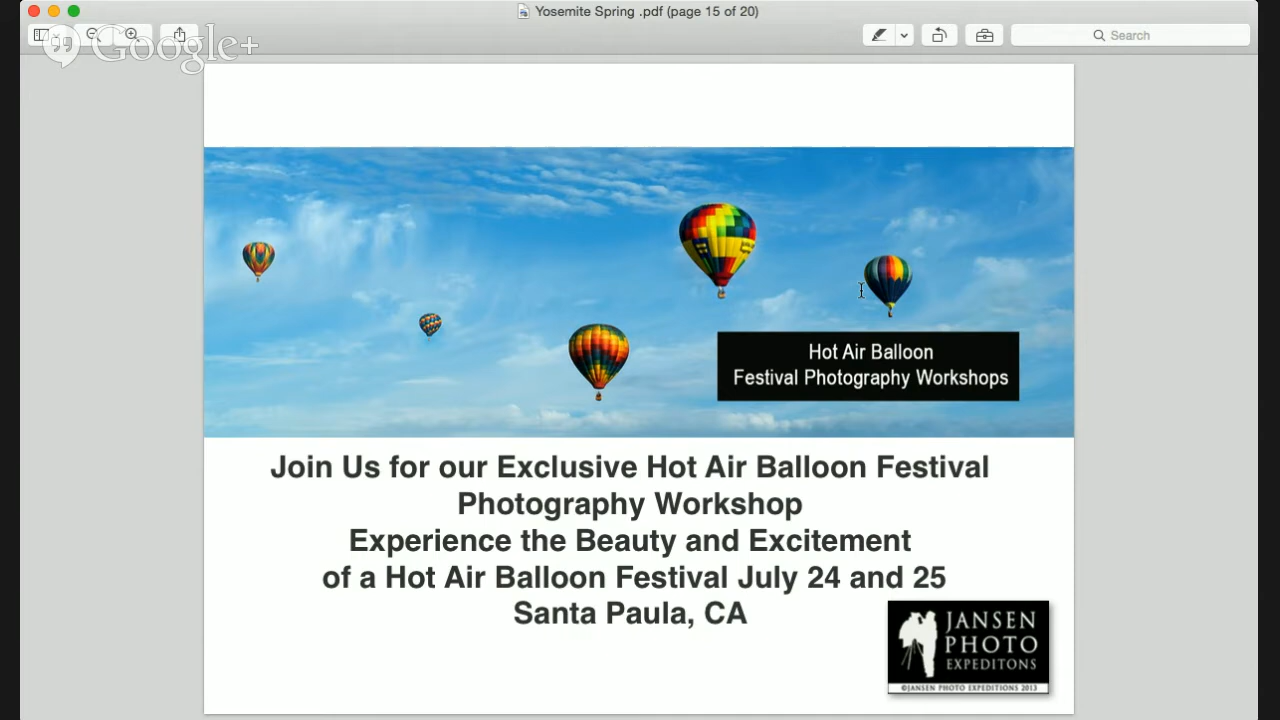 Yosemite Spring .pdf (page 15 of 20)
Google+
Search
Hot Air Balloon
Festival Photography Workshops
Join Us for our Exclusive Hot Air Balloon Festival
Photography Workshop
Experience the Beauty and Excitement
of a Hot Air Balloon Festival July 24 and 25
Santa Paula, CA
JANSEN
PHOTO
EXPEDITONS
©JANSEN PHOTO EXPEDITIONS 2013